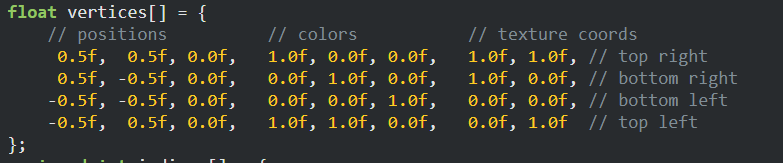 float vertices[] = {
    // positions          // colors           // texture coords
     0.5f,  0.5f, 0.0f,   1.0f, 0.0f, 0.0f,   1.0f, 1.0f, // top right
     0.5f, -0.5f, 0.0f,   0.0f, 1.0f, 0.0f,   1.0f, 0.0f, // bottom right
    -0.5f, -0.5f, 0.0f,   0.0f, 0.0f, 1.0f,   0.0f, 0.0f, // bottom left
    -0.5f,  0.5f, 0.0f,   1.0f, 1.0f, 0.0f,   0.0f, 1.0f  // top left
};